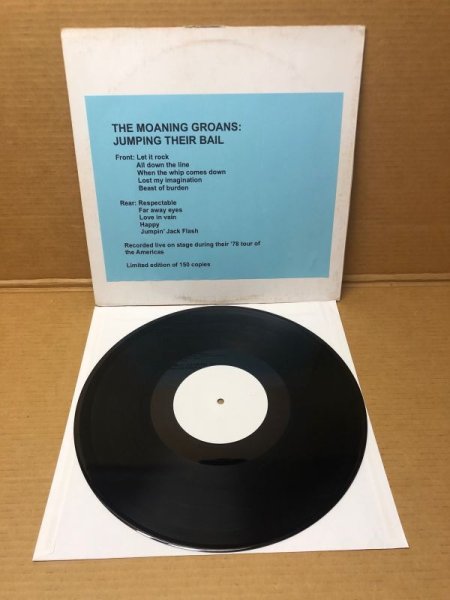 THE MOANING GROANS:
JUMPING THEIR BAIL
Front: Let it rock
All down the line
When the whip comes down
Lost my imagination
Beast of burden
Rear: Respectable
Far away eyes
Love in vain
Happy
Jumpin' Jack Flash
Recorded live on stage during their '78 tour of
the Americas
Limited edition of 150 copies